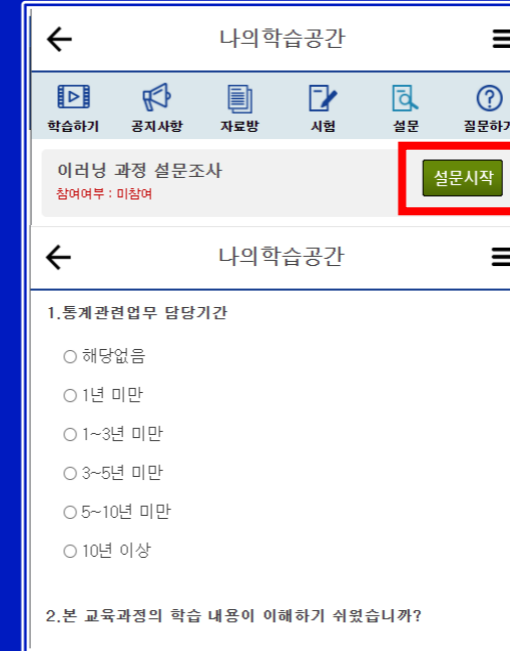 나의학습공간
학습하기 공지사항 자료방 시험 설문 질문하기
이러닝 과정 설문조사
참여여부 : 미참여
설문시작
나의학습공간
1.통계관련업무 담당기간
해당없음
1년 미만
1~3년 미만
3~5년 미만
5~10년 미만
10년 이상
2.본 교육과정의 학습 내용이 이해하기 쉬웠습니까?